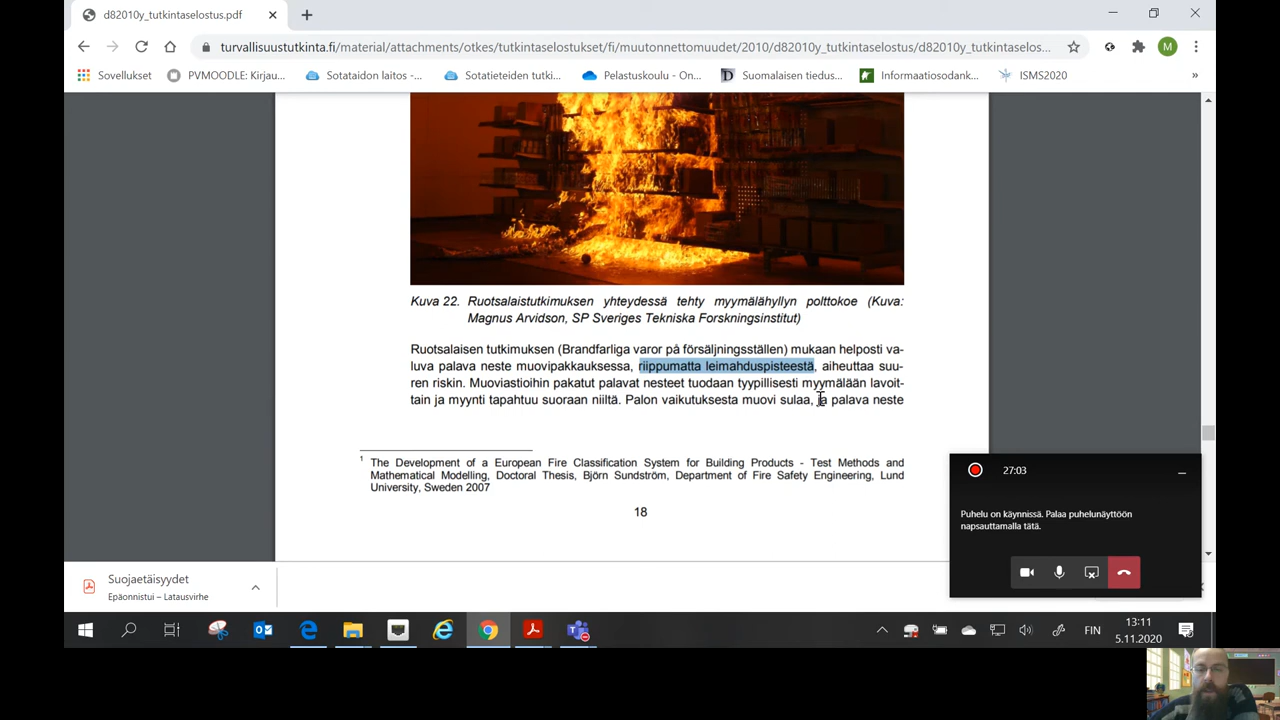 d82010y_tutkintaselostus.pdf
turvallisuustutkinta.fi/material/attachments/otkes/tutkintaselostukset/fi/muutonnettomuudet/2010/d82010y_tutkintaselostus/d82010y_tutkintaselos...
M
Sovellukset
PVMOODLE: Kirjau...
Sotataidon laitos -...
Sotatieteiden tutki...
Pelastuskoulu - On...
Suomalaisen tiedus...
Informaatiosodank...
ISMS2020
»
Kuva 22. Ruotsalaistutkimuksen yhteydessä tehty myymälähyllyn polttokoe (Kuva:
Magnus Arvidson, SP Sveriges Tekniska Forskningsinstitut)
Ruotsalaisen tutkimuksen (Brandfarliga varor på försäljningsställen) mukaan helposti va-
luva palava neste muovipakkauksessa, riippumatta leimahduspisteestä, aiheuttaa suu-
ren riskin. Muoviastioihin pakatut palavat nesteet tuodaan tyypillisesti myymälään lavoit-
tain ja myynti tapahtuu suoraan niiltä. Palon vaikutuksesta muovi sulaa, ja palava neste
1 The Development of a European Fire Classification System for Building Products - Test Methods and
Mathematical Modelling, Doctoral Thesis, Björn Sundström, Department of Fire Safety Engineering, Lund
University, Sweden 2007
18
27:03
Puhelu on käynnissä. Palaa puhelunäyttöön
napsauttamalla tätä.
Suojaetäisyydet
Epäonnistui – Latausvirhe
FIN
13:11
5.11.2020